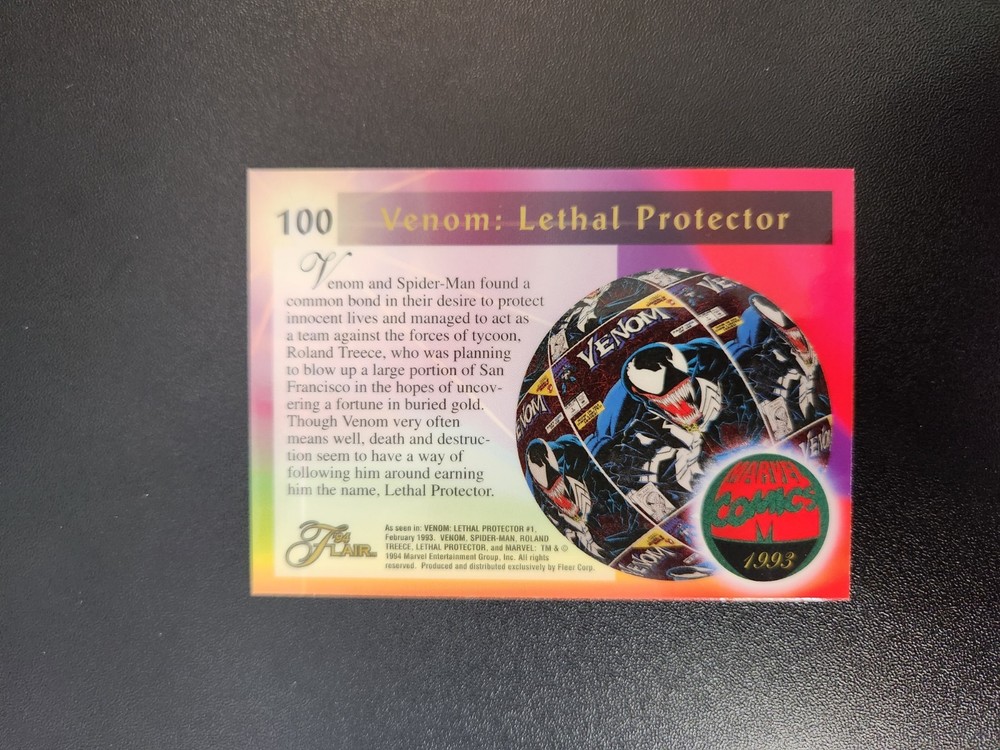 100 Venom: Lethal Protector
Venom and Spider-Man found a
common bond in their desire to protect
innocent lives and managed to act as
a team against the forces of tycoon,
Roland Treece, who was planning
to blow up a large portion of San
Francisco in the hopes of uncov-
ering a fortune in buried gold.
Though Venom very often
means well, death and destruc-
tion seem to have a way of
following him around earning
him the name, Lethal Protector.
VENOM
VENOM
VENOM
VENOM
VE
MARVEL
COMICS
M
1993
'94
FLAIR
As seen in: VENOM: LETHAL PROTECTOR #1,
February 1993. VENOM, SPIDER-MAN, ROLAND
TREECE, LETHAL PROTECTOR, and MARVEL: TM & ©
1994 Marvel Entertainment Group, Inc. All rights
reserved. Produced and distributed exclusively by Fleer Corp.